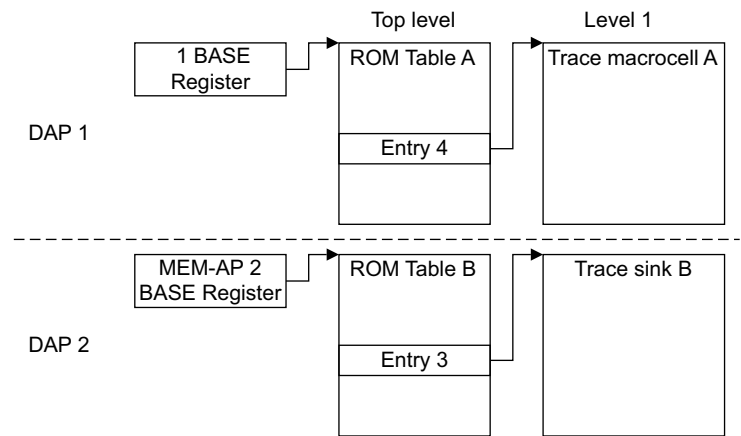 Top level
Level 1
1 BASE
Register
ROM Table A
Trace macrocell A
DAP 1
Entry 4
MEM-AP 2
BASE Register
ROM Table B
Trace sink B
DAP 2
Entry 3